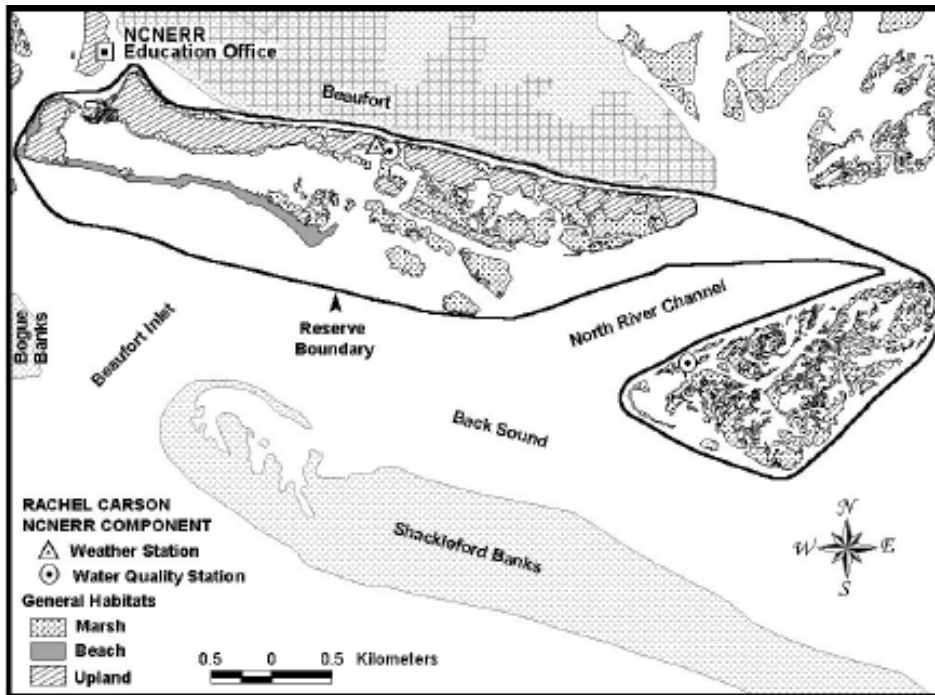 NCNERR
Education Office
Beaufort
North River Channel
Reserve
Boundary
Bogue
Banks
Beaufort Inlet
Back Sound
Shackleford Banks
RACHEL CARSON
NCNERR COMPONENT
Weather Station
Water Quality Station
General Habitats
Marsh
Beach
Upland
0.5 0 0.5 Kilometers
N
W E
S